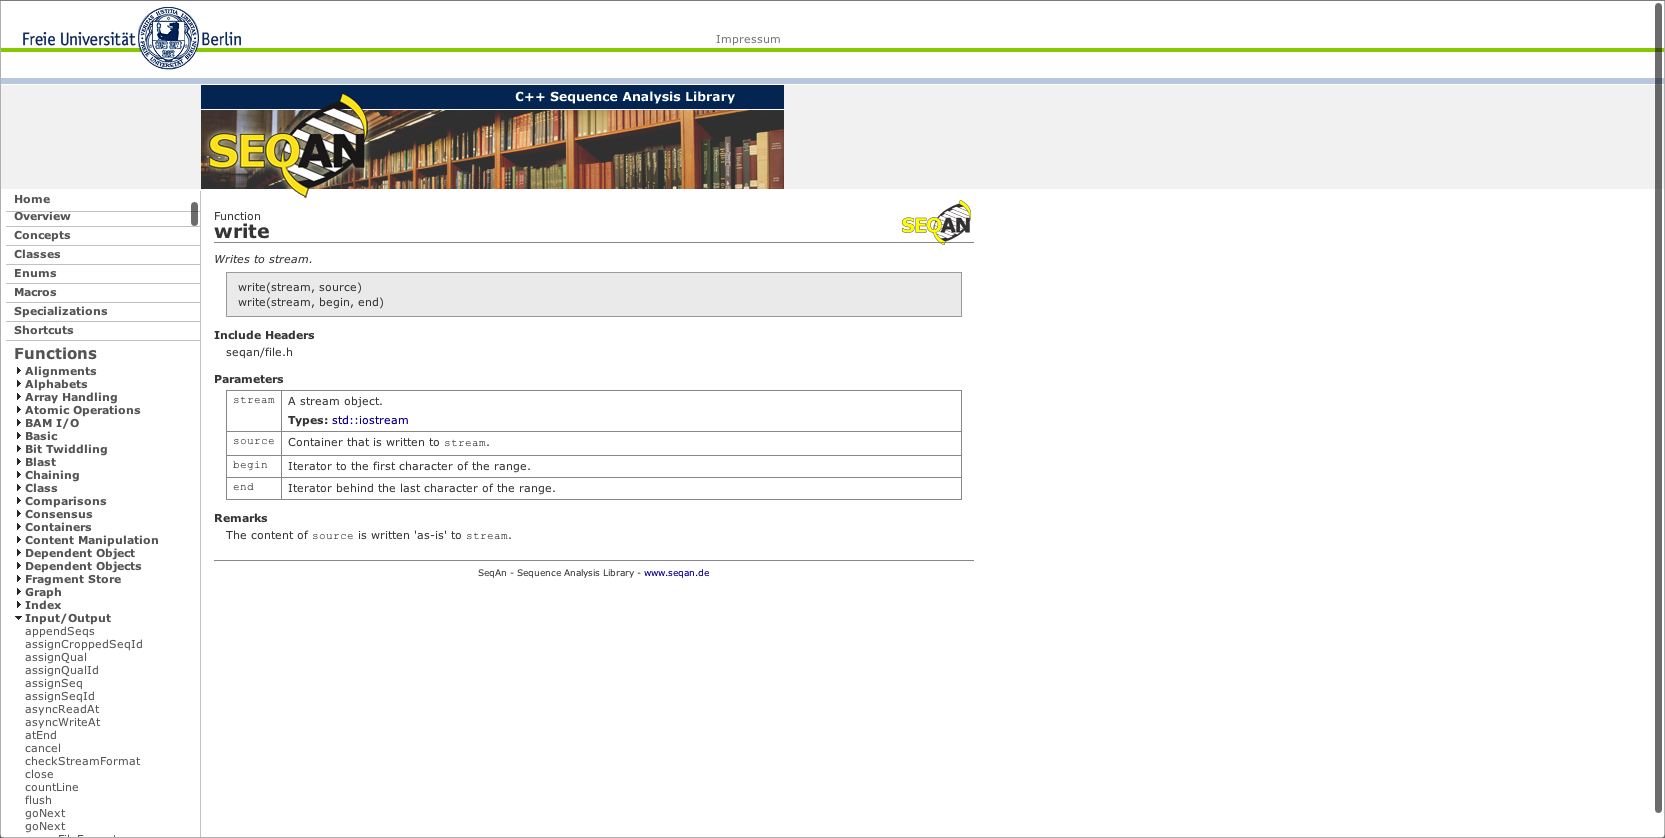 Freie Universität Berlin
Impressum
C++ Sequence Analysis Library
SEQAN
Home
Overview
Concepts
Classes
Enums
Macros
Specializations
Shortcuts
Functions
Alignments
Alphabets
Array Handling
Atomic Operations
BAM I/O
Basic
Bit Twiddling
Blast
Chaining
Class
Comparisons
Consensus
Containers
Content Manipulation
Dependent Object
Dependent Objects
Fragment Store
Graph
Index
Input/Output
appendSeqs
assignCroppedSeqId
assignQual
assignQualId
assignSeq
assignSeqId
asyncReadAt
asyncWriteAt
atEnd
cancel
checkStreamFormat
close
countLine
flush
goNext
goNext
Function
write
SEQAN
Writes to stream.
write(stream, source)
write(stream, begin, end)
Include Headers
seqan/file.h
Parameters
stream A stream object.
Types: std::iostream
source Container that is written to stream.
begin Iterator to the first character of the range.
end Iterator behind the last character of the range.
Remarks
The content of source is written 'as-is' to stream.
SeqAn - Sequence Analysis Library - www.seqan.de